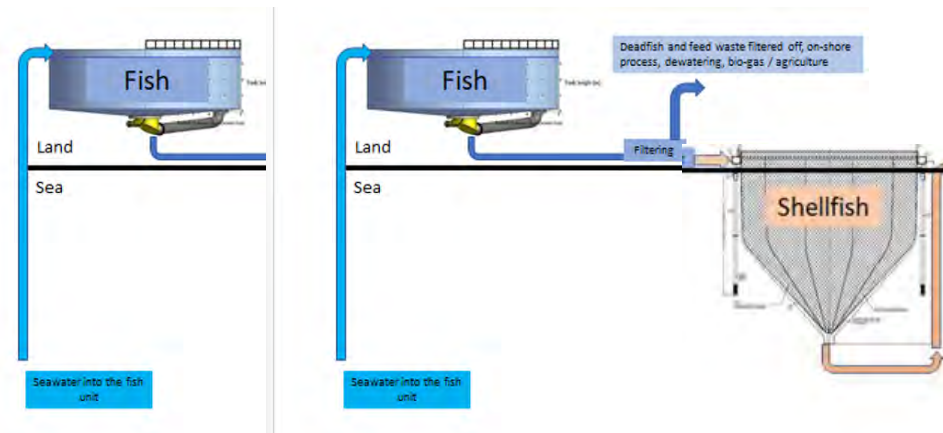 Fish
Land
Sea
Seawater into the fish
unit
Deadfish and feed waste filtered off, on-shore
process, dewatering, bio-gas / agriculture
Fish
Land
Filtering
Sea
Shellfish
Seawater into the fish
unit